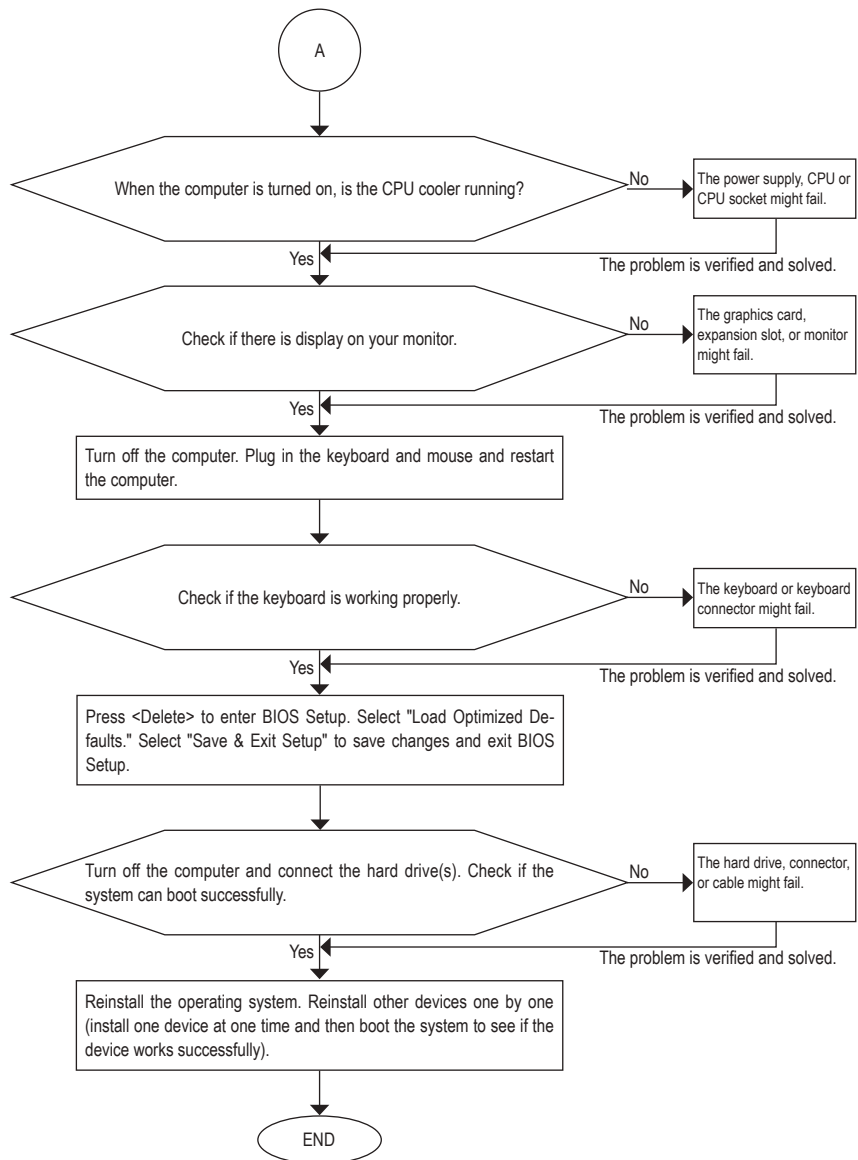 A
When the computer is turned on, is the CPU cooler running?
No
The power supply, CPU or
CPU socket might fail.
Yes
The problem is verified and solved.
Check if there is display on your monitor.
No
The graphics card,
expansion slot, or monitor
might fail.
Yes
The problem is verified and solved.
Turn off the computer. Plug in the keyboard and mouse and restart
the computer.
Check if the keyboard is working properly.
No
The keyboard or keyboard
connector might fail.
Yes
The problem is verified and solved.
Press <Delete> to enter BIOS Setup. Select "Load Optimized De-
faults." Select "Save & Exit Setup" to save changes and exit BIOS
Setup.
Turn off the computer and connect the hard drive(s). Check if the
system can boot successfully.
No
The hard drive, connector,
or cable might fail.
Yes
The problem is verified and solved.
Reinstall the operating system. Reinstall other devices one by one
(install one device at one time and then boot the system to see if the
device works successfully).
END